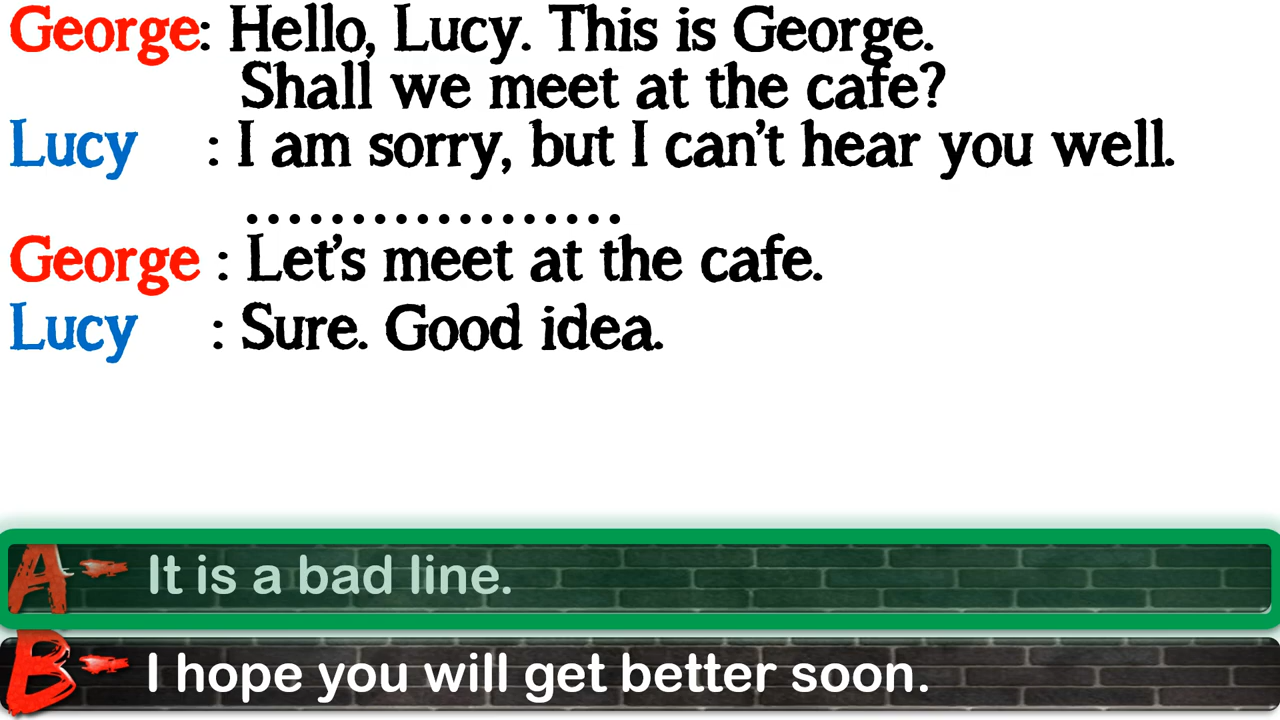 George: Hello, Lucy. This is George.
Shall we meet at the cafe?
Lucy : I am sorry, but I can't hear you well.
..................
George : Let's meet at the cafe.
Lucy : Sure. Good idea.
A- It is a bad line.
B- I hope you will get better soon.